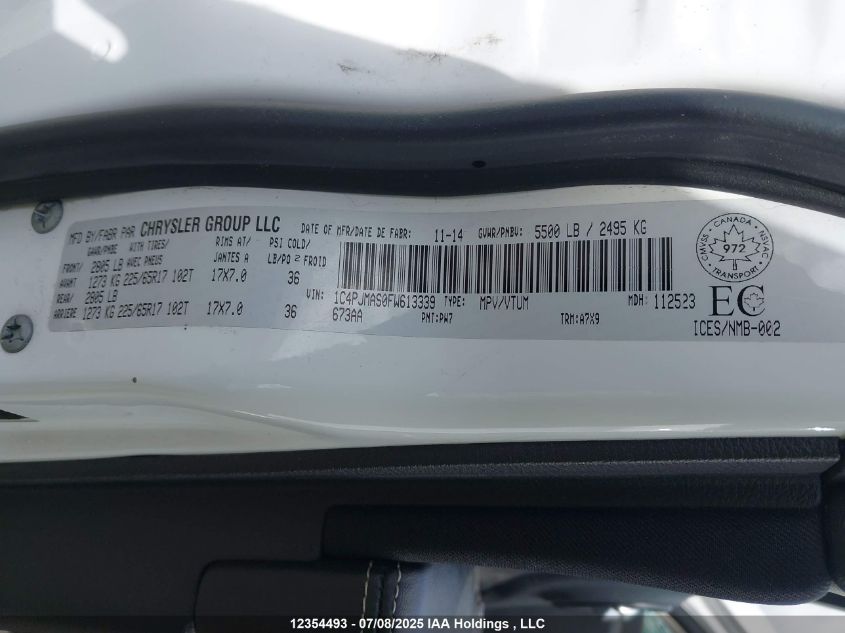 MFD BY/FABR PAR CHRYSLER GROUP LLC
DATE OF MFR/DATE DE FABR: 11-14 GVWR/PNBV: 5500 LB / 2495 KG
GAWR/PNBE WITH TIRES/ RIMS AT/ PSI COLD/
FRONT/ 2805 LB AVEC PNEUS JANTES A LB/PO² FROID
AVANT 1273 KG 225/65R17 102T 17X7.0 36
REAR/ 2805 LB
ARRIERE 1273 KG 225/65R17 102T 17X7.0 36
VIN: 1C4PJMAS0FW613339 TYPE: MPV/VTUM MDH: 112523
673AA PNT:PW7 TRM:A7X9
CANADA
CMVSS 972 NSVAC
TRANSPORT
EC
ICES/NMB-002
12354493 - 07/08/2025 IAA Holdings , LLC